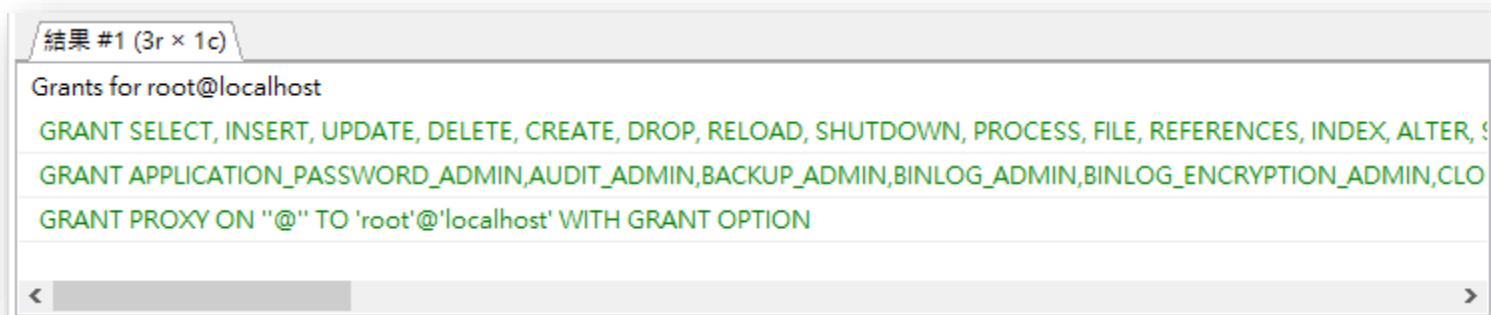 結果 #1 (3r × 1c)
Grants for root@localhost
GRANT SELECT, INSERT, UPDATE, DELETE, CREATE, DROP, RELOAD, SHUTDOWN, PROCESS, FILE, REFERENCES, INDEX, ALTER,
GRANT APPLICATION_PASSWORD_ADMIN,AUDIT_ADMIN,BACKUP_ADMIN,BINLOG_ADMIN,BINLOG_ENCRYPTION_ADMIN,CLO
GRANT PROXY ON ''@'' TO 'root'@'localhost' WITH GRANT OPTION